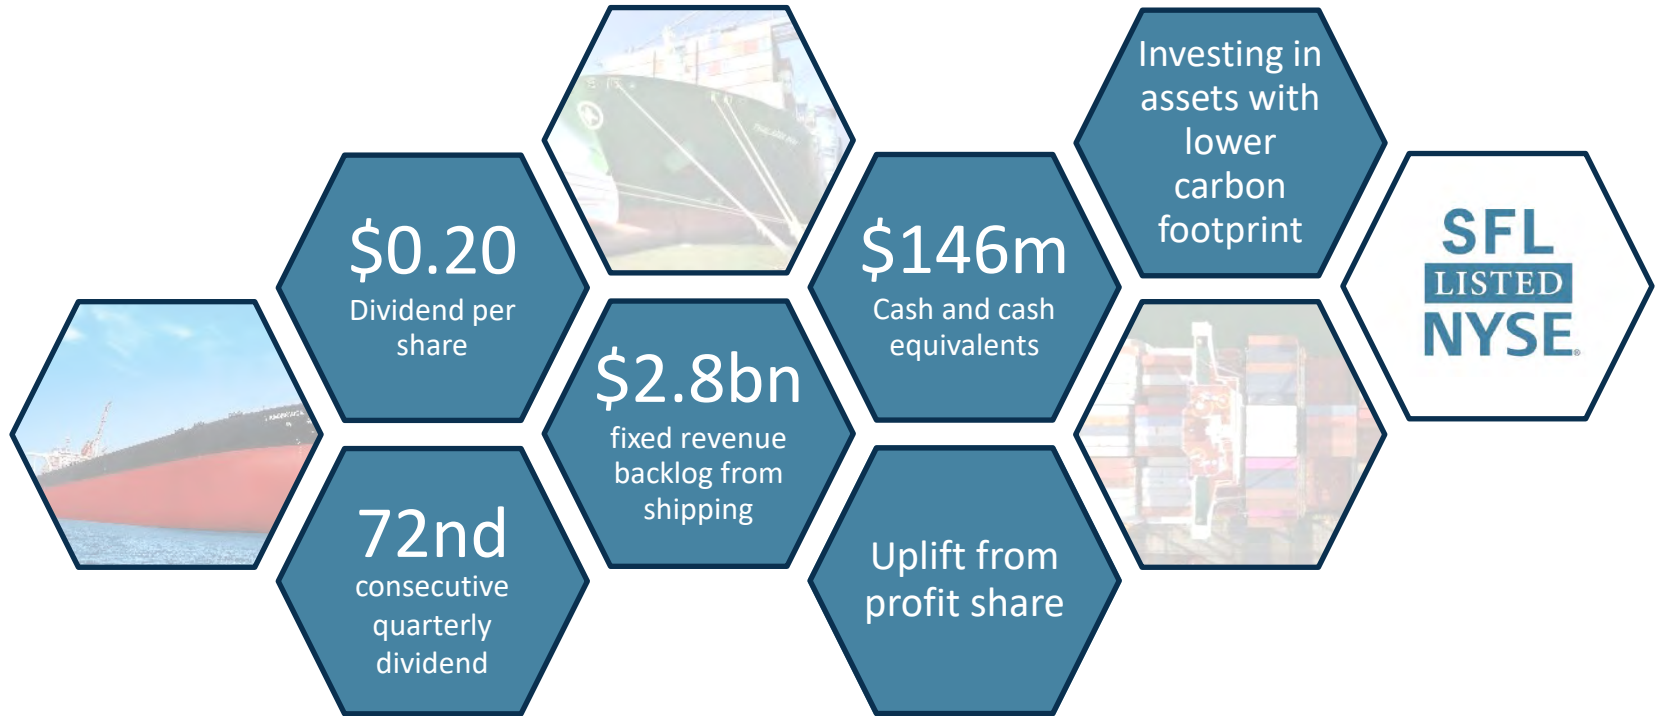 $0.20
Dividend per
share
72nd
consecutive
quarterly
dividend
$2.8bn
fixed revenue
backlog from
shipping
$146m
Cash and cash
equivalents
Uplift from
profit share
Investing in
assets with
lower
carbon
footprint
SFL
LISTED
NYSE®